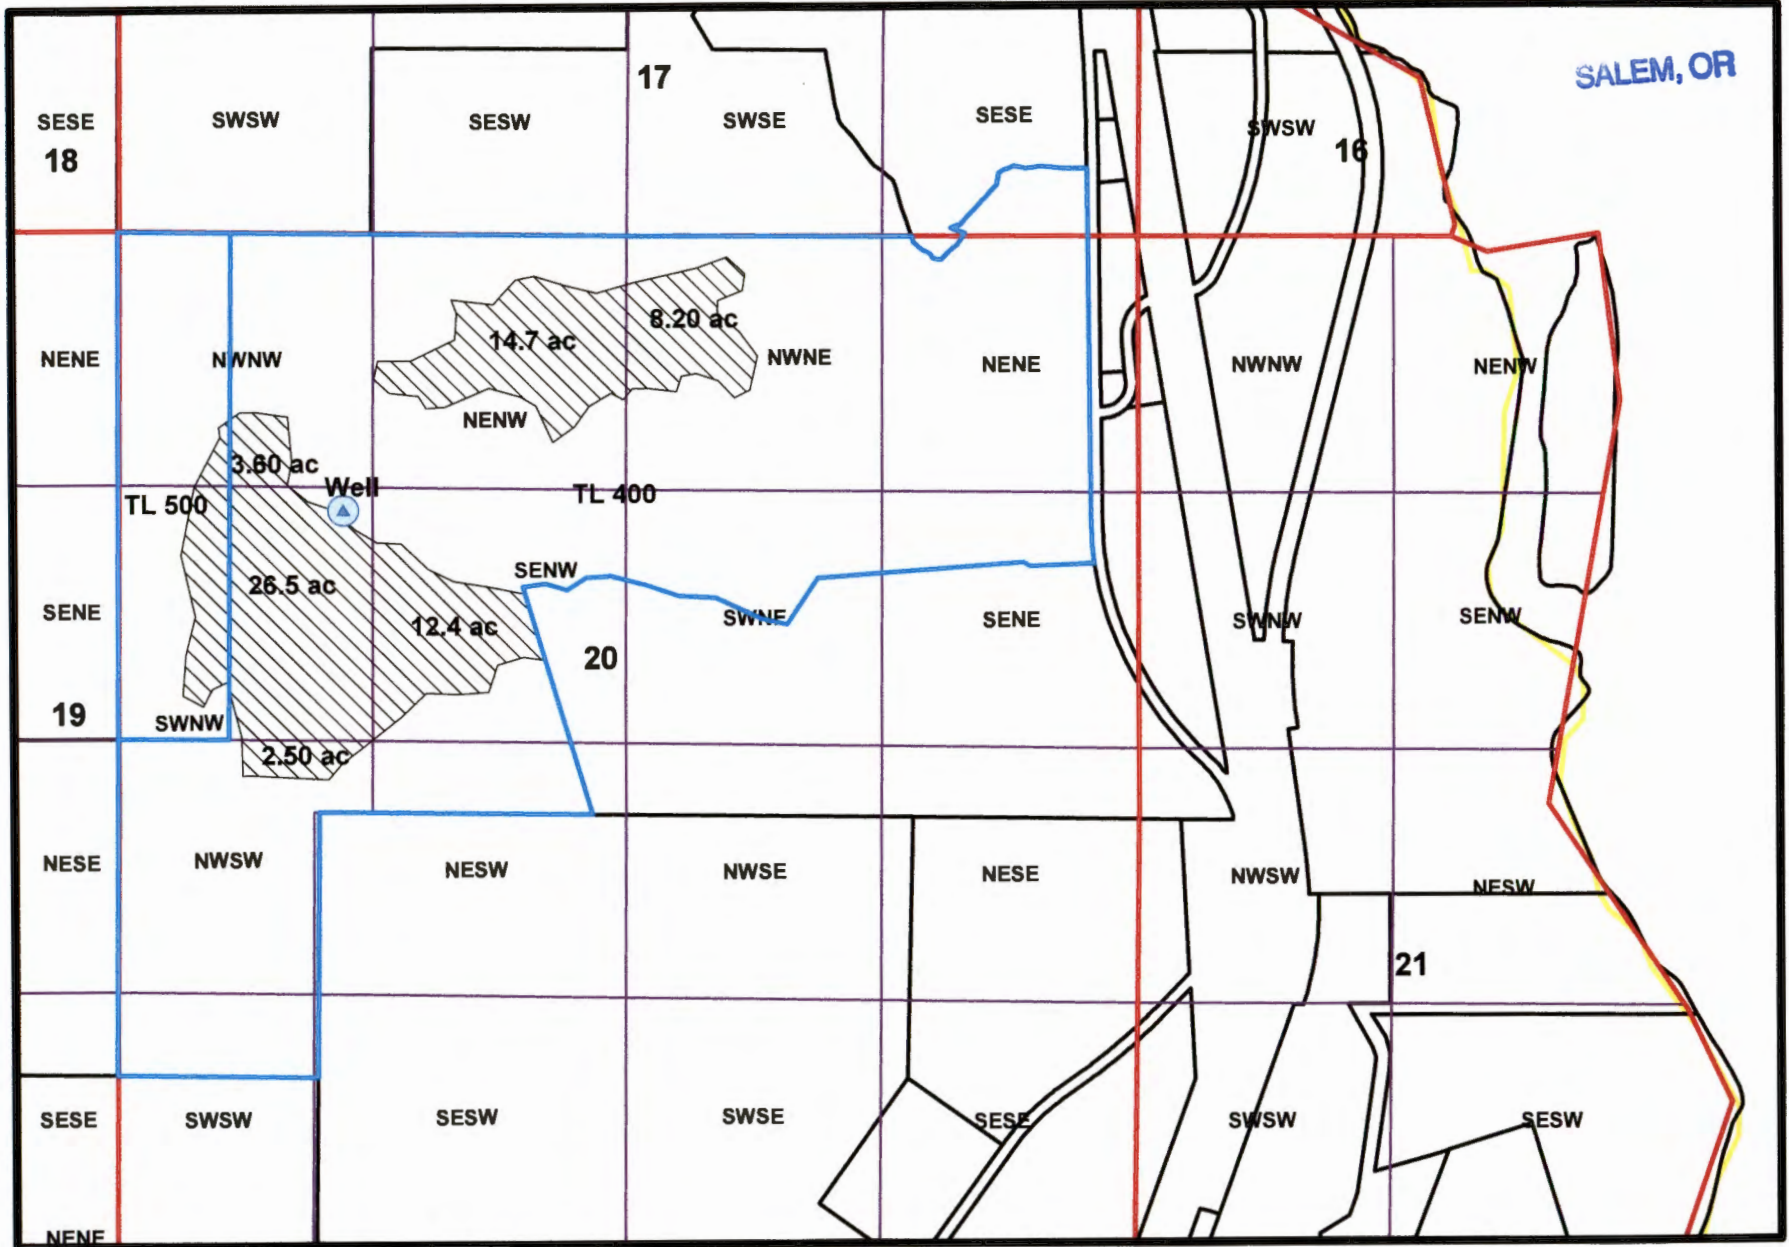 SALEM, OR
17
SESE
SWSW
SESW
SWSE
SESE
SWSW
18
16
NENE
NWNW
14.7 ac
8.20 ac
NWNE
NENE
NWNW
NENW
NENW
3.60 ac
Well
TL 500
TL 400
SENW
26.5 ac
SENE
12.4 ac
SWNE
SENE
SWNW
SENW
20
19
SWNW
2.50 ac
NESE
NWSW
NESW
NWSE
NESE
NWSW
NESW
21
SESE
SWSW
SESW
SWSE
SESE
SWSW
SESW
NENE